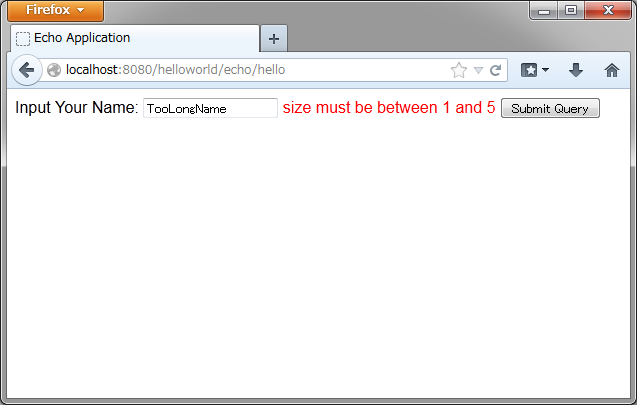 Firefox
Echo Application
localhost:8080/helloworld/echo/hello
Input Your Name: TooLongName size must be between 1 and 5 Submit Query